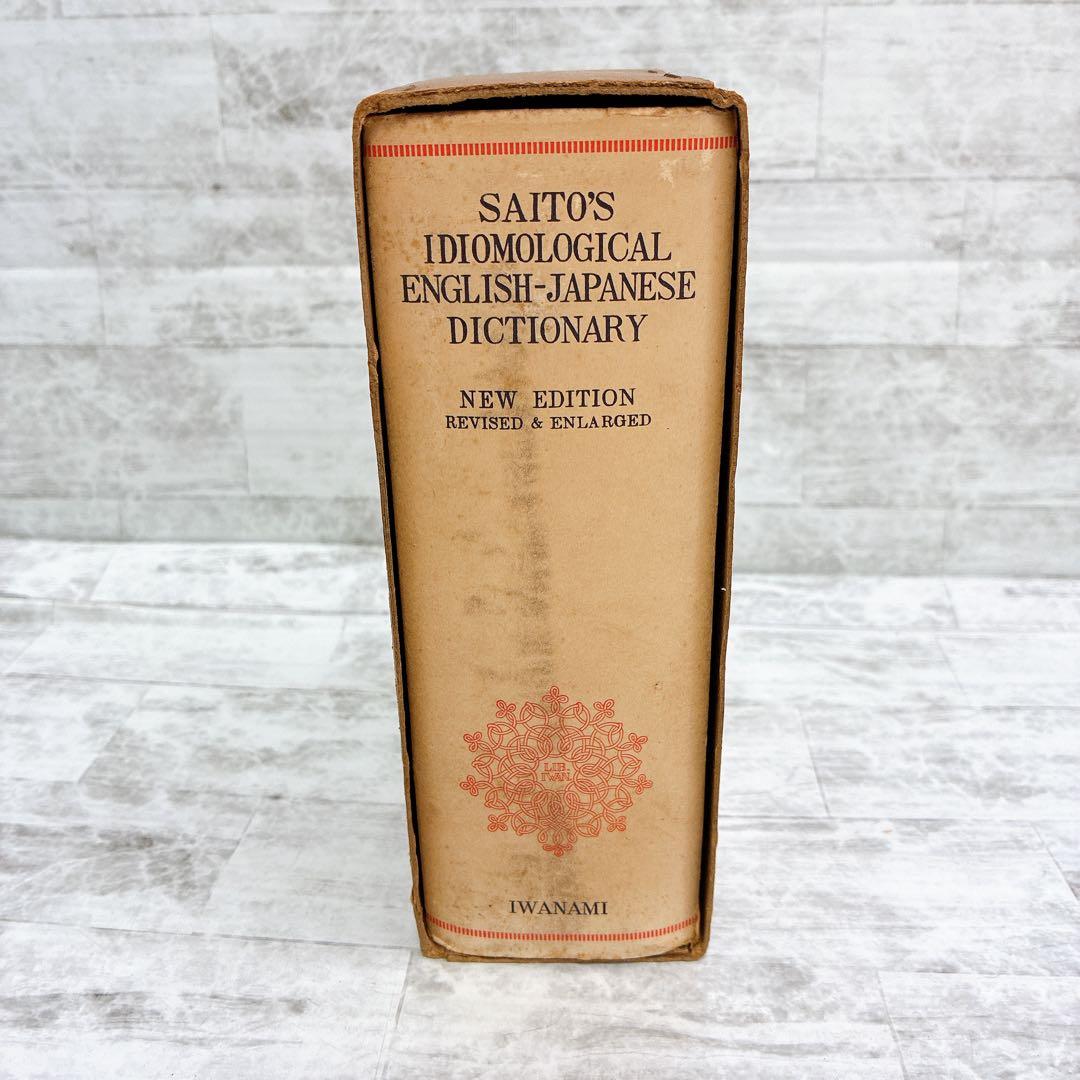 SAITO'S
IDIOMOLOGICAL
ENGLISH-JAPANESE
DICTIONARY
NEW EDITION
REVISED & ENLARGED
LIB.
IWAN.
IWANAMI